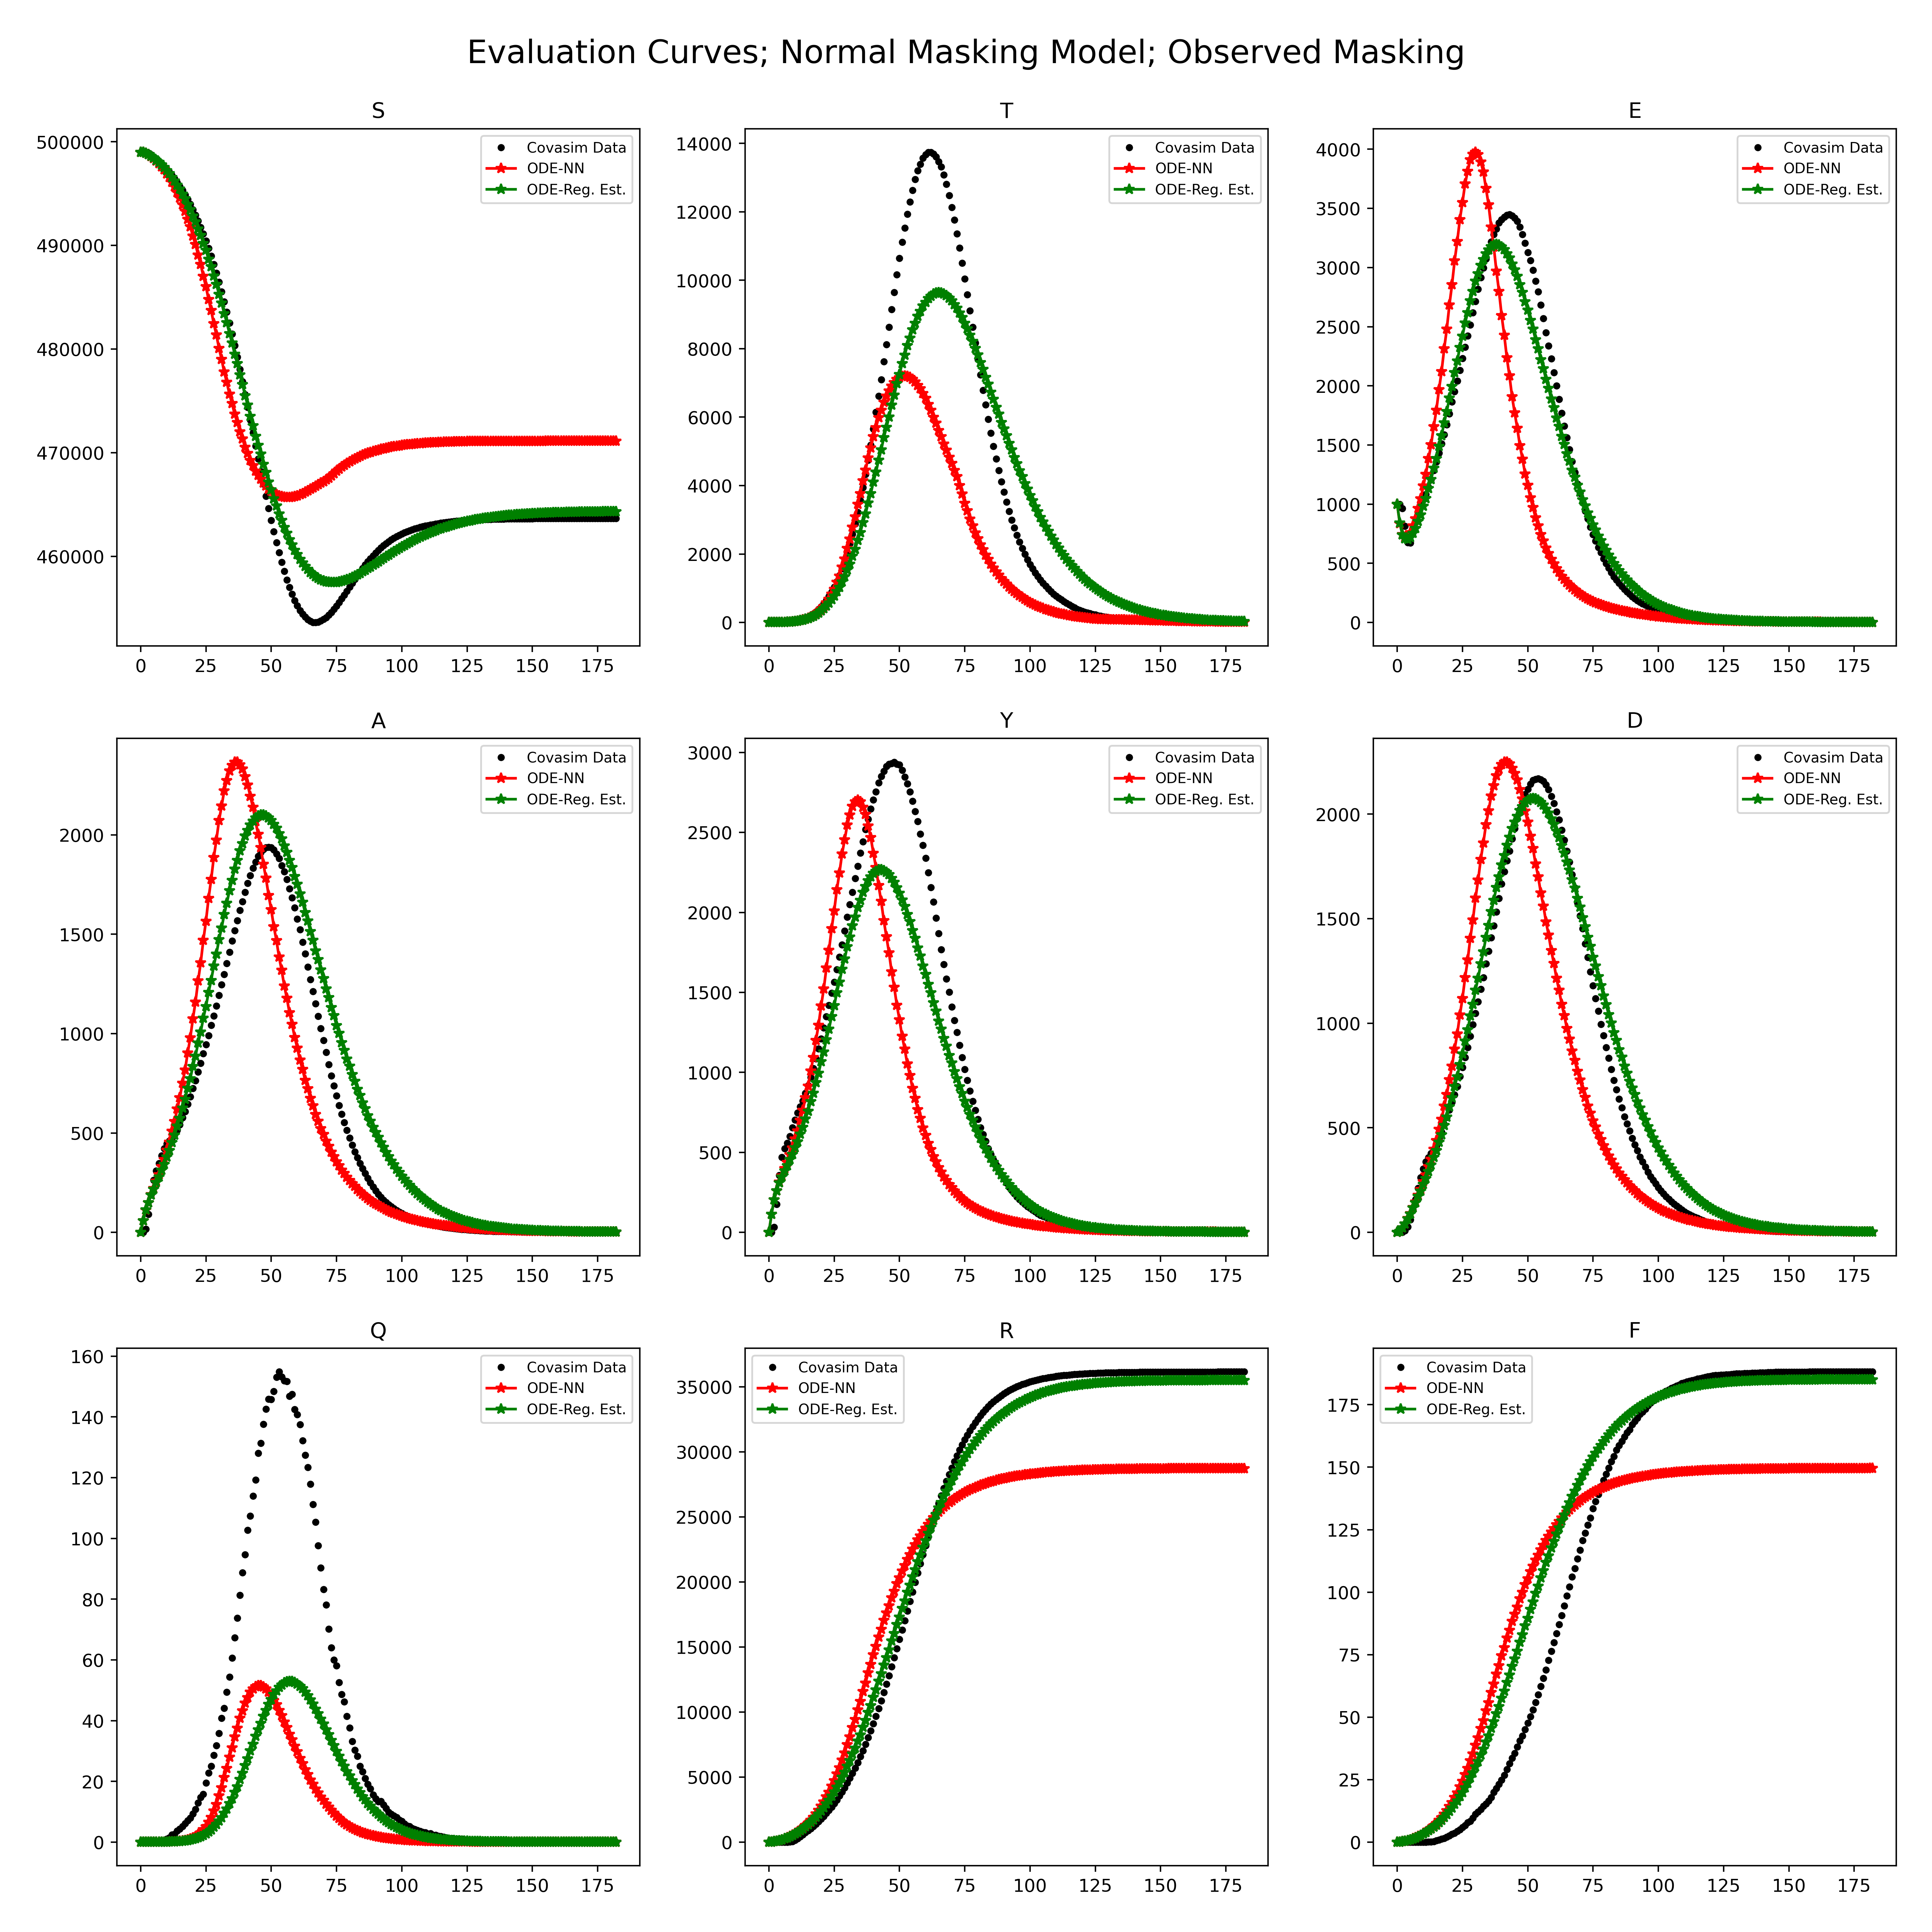 Evaluation Curves; Normal Masking Model; Observed Masking
S
500000
490000
480000
470000
460000
0 25 50 75 100 125 150 175
Covasim Data
ODE-NN
ODE-Reg. Est.
T
14000
12000
10000
8000
6000
4000
2000
0
0 25 50 75 100 125 150 175
Covasim Data
ODE-NN
ODE-Reg. Est.
E
4000
3500
3000
2500
2000
1500
1000
500
0
0 25 50 75 100 125 150 175
Covasim Data
ODE-NN
ODE-Reg. Est.
A
2000
1500
1000
500
0
0 25 50 75 100 125 150 175
Covasim Data
ODE-NN
ODE-Reg. Est.
Y
3000
2500
2000
1500
1000
500
0
0 25 50 75 100 125 150 175
Covasim Data
ODE-NN
ODE-Reg. Est.
D
2000
1500
1000
500
0
0 25 50 75 100 125 150 175
Covasim Data
ODE-NN
ODE-Reg. Est.
Q
160
140
120
100
80
60
40
20
0
0 25 50 75 100 125 150 175
Covasim Data
ODE-NN
ODE-Reg. Est.
R
35000
30000
25000
20000
15000
10000
5000
0
0 25 50 75 100 125 150 175
Covasim Data
ODE-NN
ODE-Reg. Est.
F
175
150
125
100
75
50
25
0
0 25 50 75 100 125 150 175
Covasim Data
ODE-NN
ODE-Reg. Est.